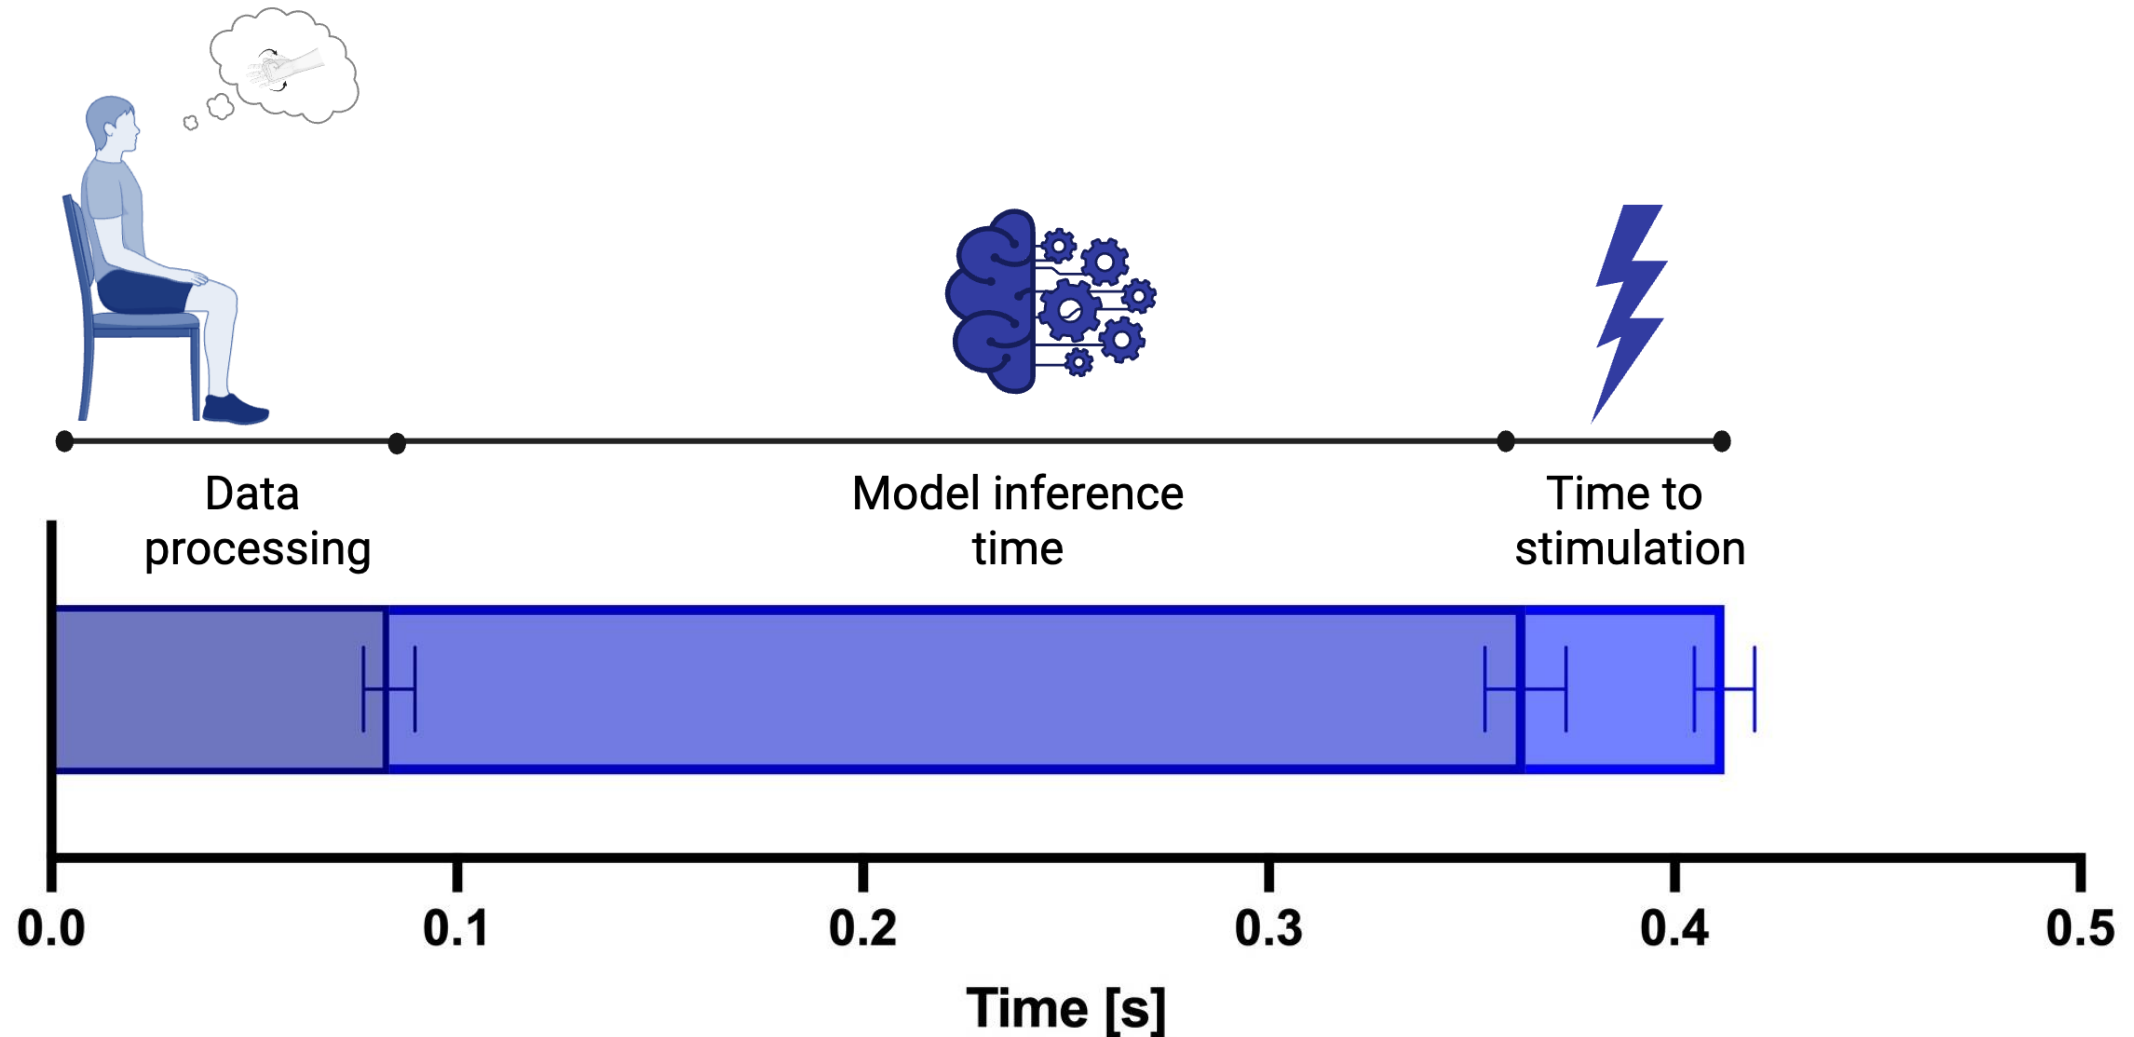 Data
processing
Model inference
time
Time to
stimulation
0.0
0.1
0.2
0.3
0.4
0.5
Time [s]